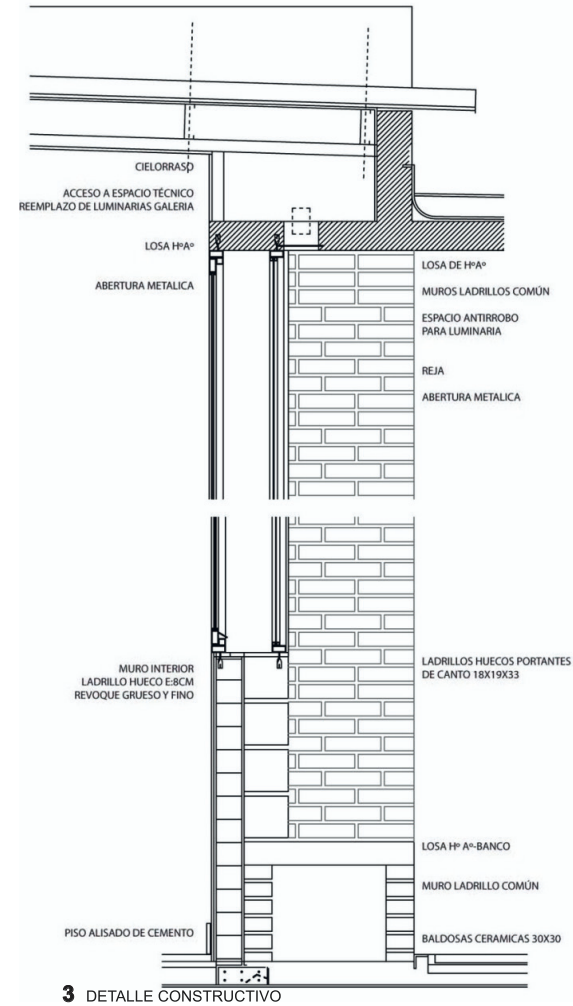 CIELORRASO
ACCESO A ESPACIO TÉCNICO
REEMPLAZO DE LUMINARIAS GALERIA
LOSA HºAº
ABERTURA METALICA
LOSA DE HºAº
MUROS LADRILLOS COMÚN
ESPACIO ANTIRROBO
PARA LUMINARIA
REJA
ABERTURA METALICA
MURO INTERIOR
LADRILLO HUECO E:8CM
REVOQUE GRUESO Y FINO
LADRILLOS HUECOS PORTANTES
DE CANTO 18X19X33
LOSA Hº Aº-BANCO
MURO LADRILLO COMÚN
PISO ALISADO DE CEMENTO
BALDOSAS CERAMICAS 30X30
3 DETALLE CONSTRUCTIVO